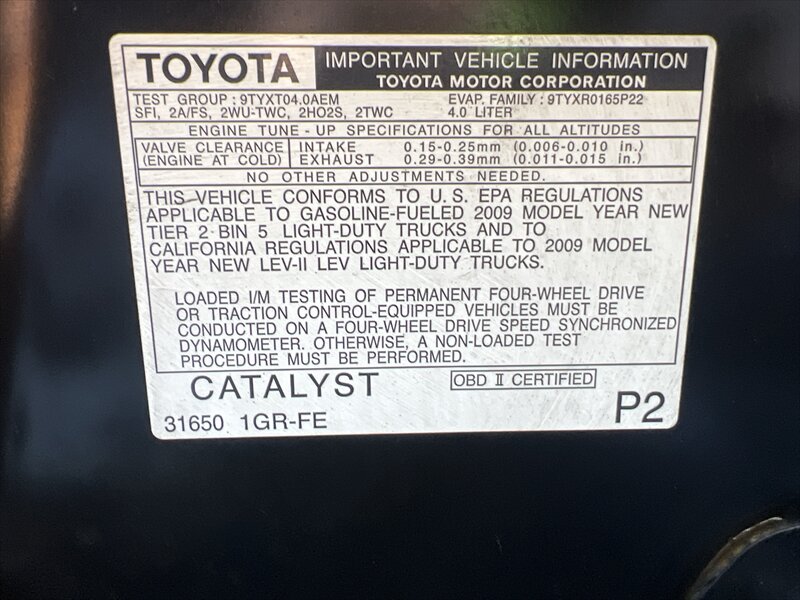 TOYOTA IMPORTANT VEHICLE INFORMATION
TOYOTA MOTOR CORPORATION
TEST GROUP : 9TYXT04.0AEM EVAP. FAMILY : 9TYXR0165P22
SFI, 2A/FS, 2WU-TWC, 2HO2S, 2TWC 4.0 LITER
ENGINE TUNE - UP SPECIFICATIONS FOR ALL ALTITUDES
VALVE CLEARANCE INTAKE 0.15-0.25mm (0.006-0.010 in.)
(ENGINE AT COLD) EXHAUST 0.29-0.39mm (0.011-0.015 in.)
NO OTHER ADJUSTMENTS NEEDED.
THIS VEHICLE CONFORMS TO U.S. EPA REGULATIONS
APPLICABLE TO GASOLINE-FUELED 2009 MODEL YEAR NEW
TIER 2 BIN 5 LIGHT-DUTY TRUCKS AND TO
CALIFORNIA REGULATIONS APPLICABLE TO 2009 MODEL
YEAR NEW LEV-II LEV LIGHT-DUTY TRUCKS.
LOADED I/M TESTING OF PERMANENT FOUR-WHEEL DRIVE
OR TRACTION CONTROL-EQUIPPED VEHICLES MUST BE
CONDUCTED ON A FOUR-WHEEL DRIVE SPEED SYNCHRONIZED
DYNAMOMETER. OTHERWISE, A NON-LOADED TEST
PROCEDURE MUST BE PERFORMED.
CATALYST OBD II CERTIFIED
31650 1GR-FE P2